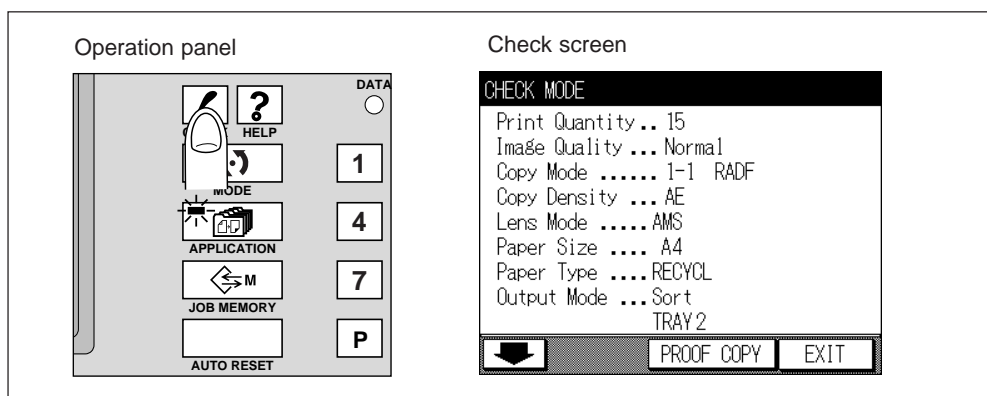 Operation panel
DATA
?
HELP
MODE
1
APPLICATION
4
M
JOB MEMORY
7
AUTO RESET
P
Check screen
CHECK MODE
Print Quantity.. 15
Image Quality ... Normal
Copy Mode ...... 1-1 RADF
Copy Density ... AE
Lens Mode .....AMS
Paper Size .... A4
Paper Type ....RECYCL
Output Mode ... Sort
TRAY 2
PROOF COPY
EXIT